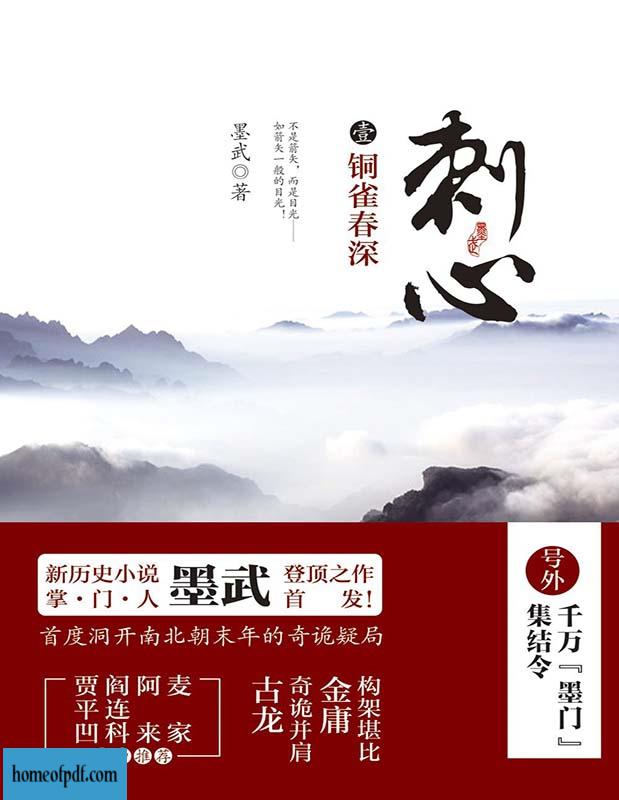 刺心
壹 铜雀春深
不是箭矢，而是目光——
如箭矢一般的目光！
墨武◎著
新历史小说
掌·门·人
墨武
登顶之作
首发！
首度洞开南北朝末年的奇诡疑局
贾平凹
阎连科
阿来
麦家
推荐
构架堪比
金庸
奇诡并肩
古龙
号外
千万『墨门』
集结令
homeofpdf.com